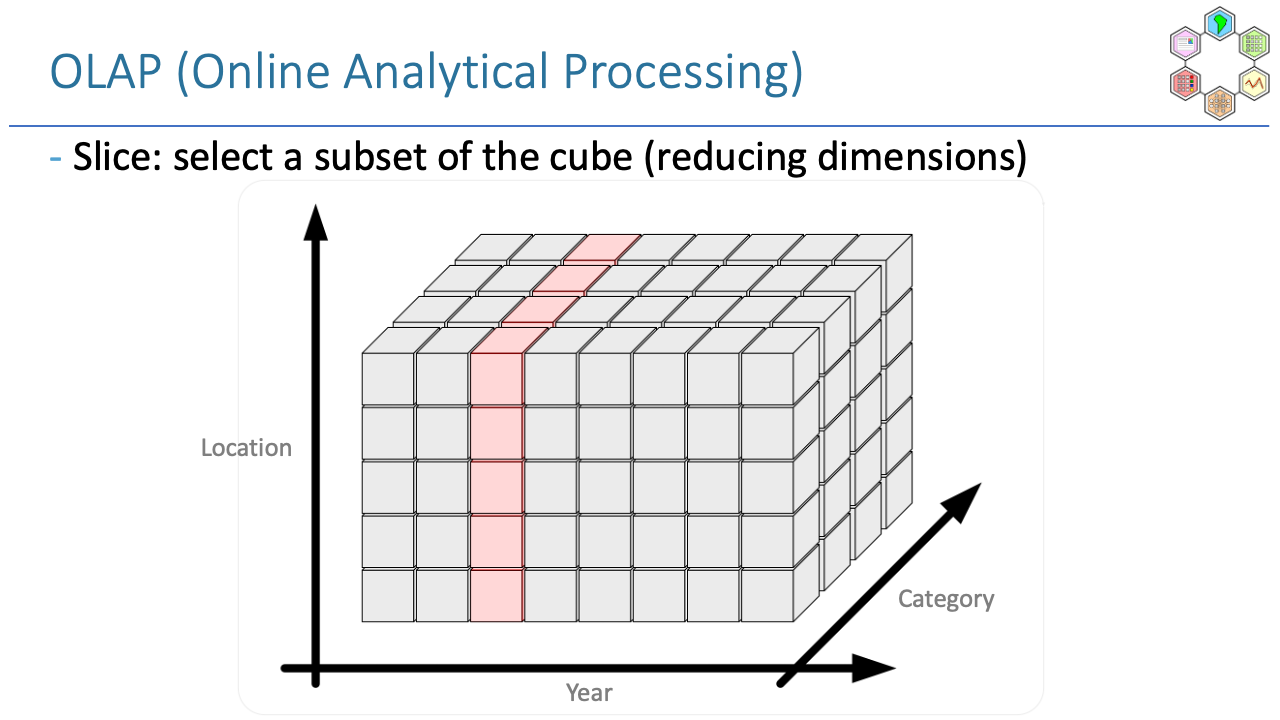 OLAP (Online Analytical Processing)
- Slice: select a subset of the cube (reducing dimensions)
Location
Category
Year